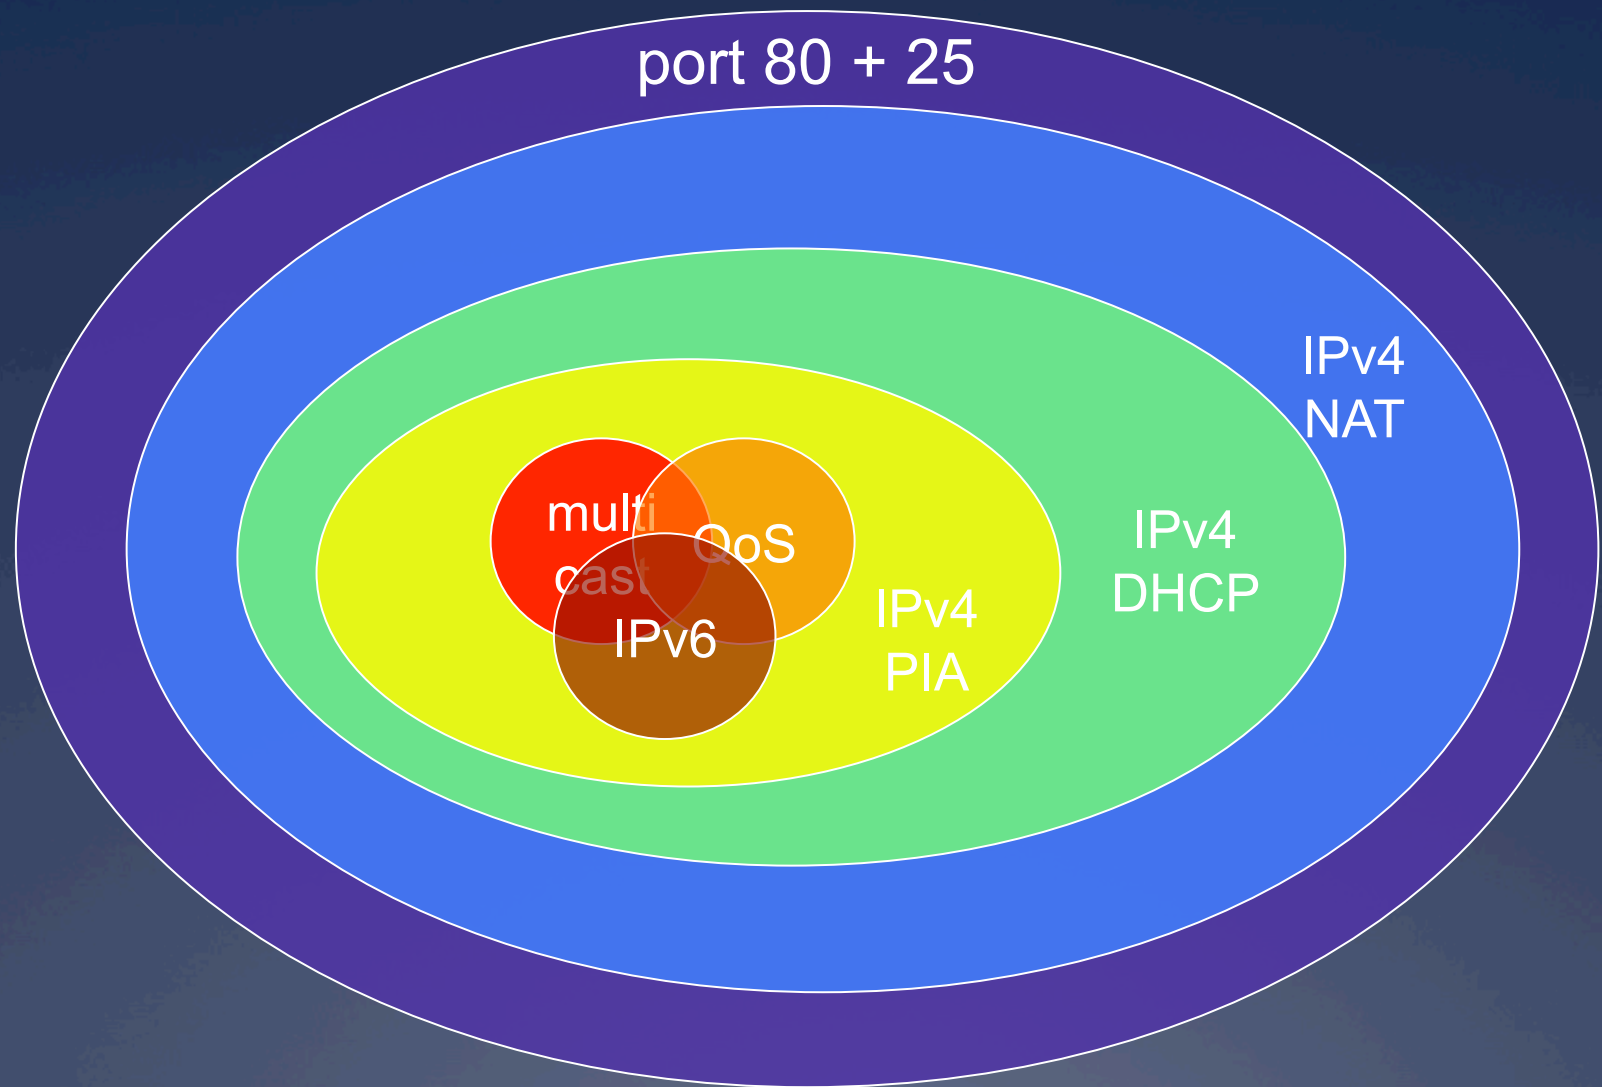 port 80 + 25
IPv4
NAT
multi
cast
QoS
IPv4
DHCP
IPv4
PIA
IPv6